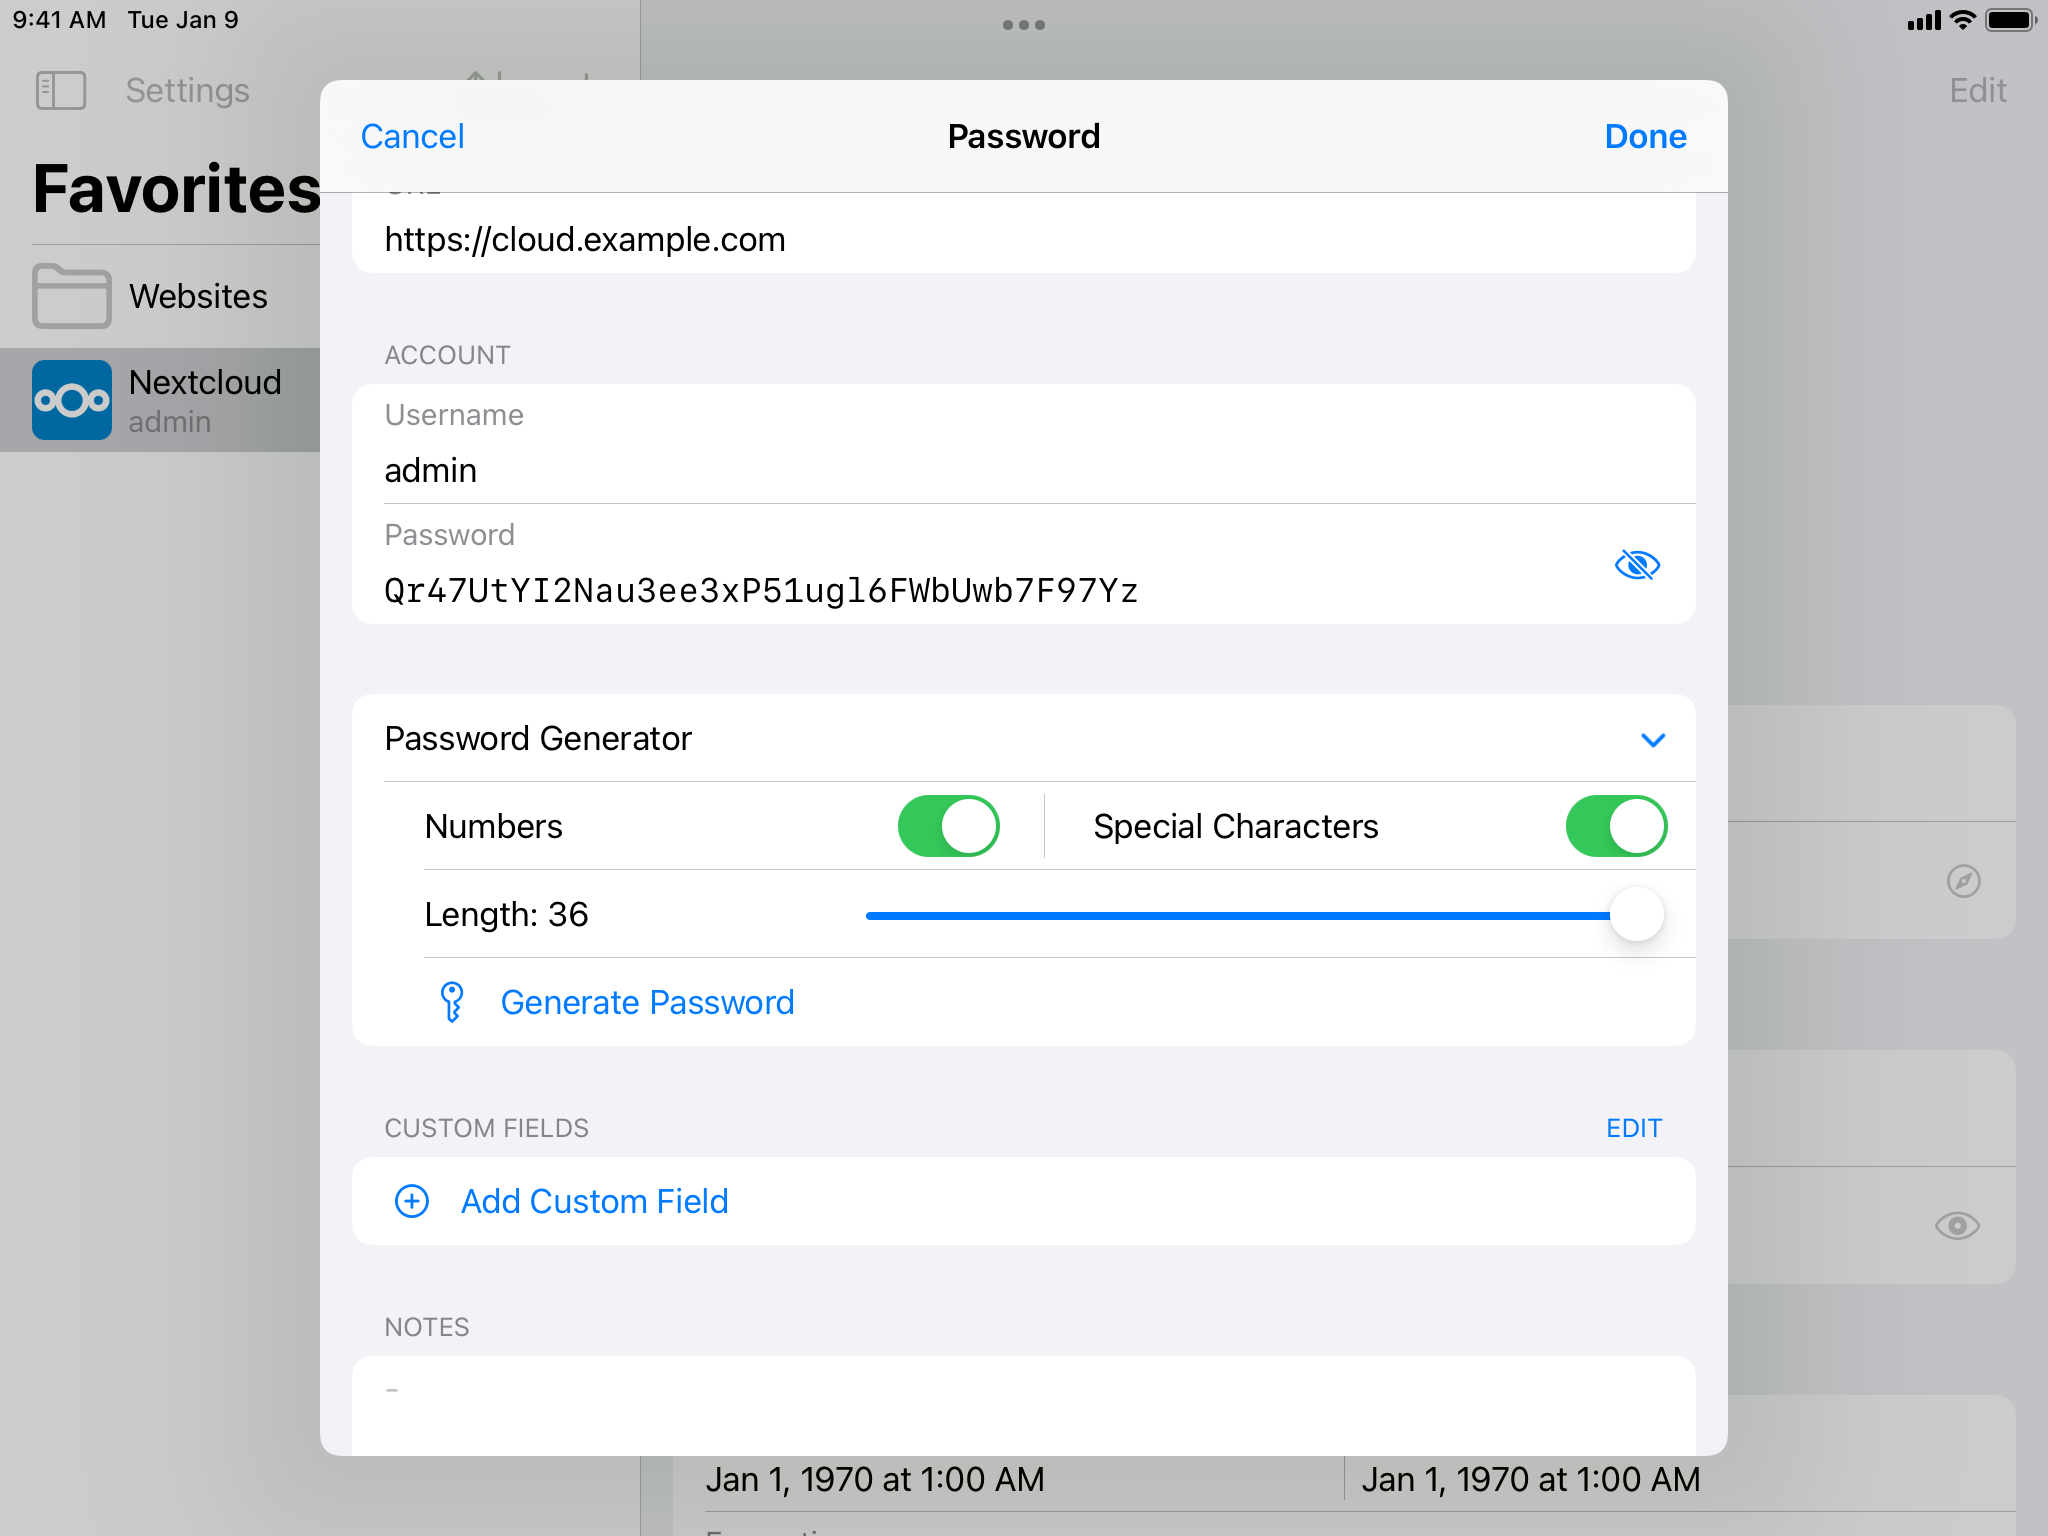 9:41 AM Tue Jan 9
Settings
Edit
Cancel
Password
Done
Favorites
https://cloud.example.com
Websites
Nextcloud
admin
ACCOUNT
Username
admin
Password
Qr47UtYI2Nau3ee3xP51ugl6FWbUwb7F97Yz
Password Generator
Numbers
Special Characters
Length: 36
Generate Password
CUSTOM FIELDS
EDIT
Add Custom Field
NOTES
-
Jan 1, 1970 at 1:00 AM
Jan 1, 1970 at 1:00 AM